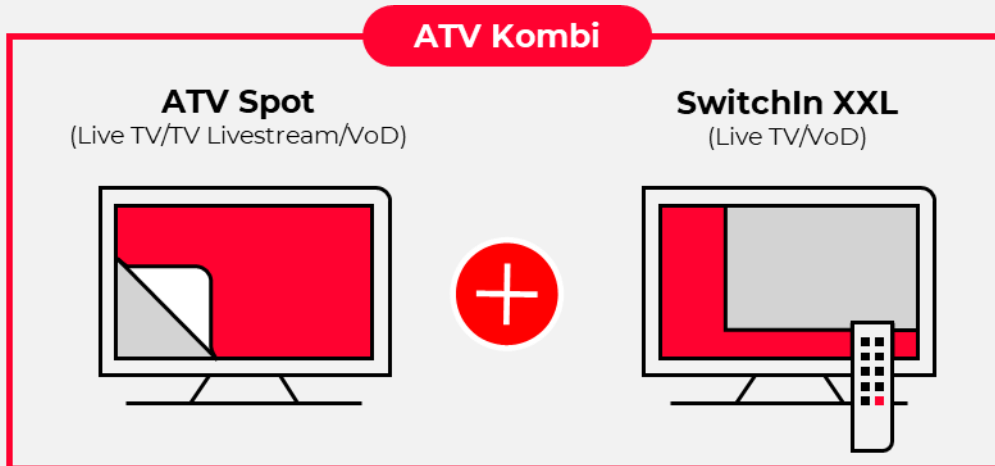 ATV Kombi
ATV Spot
(Live TV/TV Livestream/VoD)
SwitchIn XXL
(Live TV/VoD)